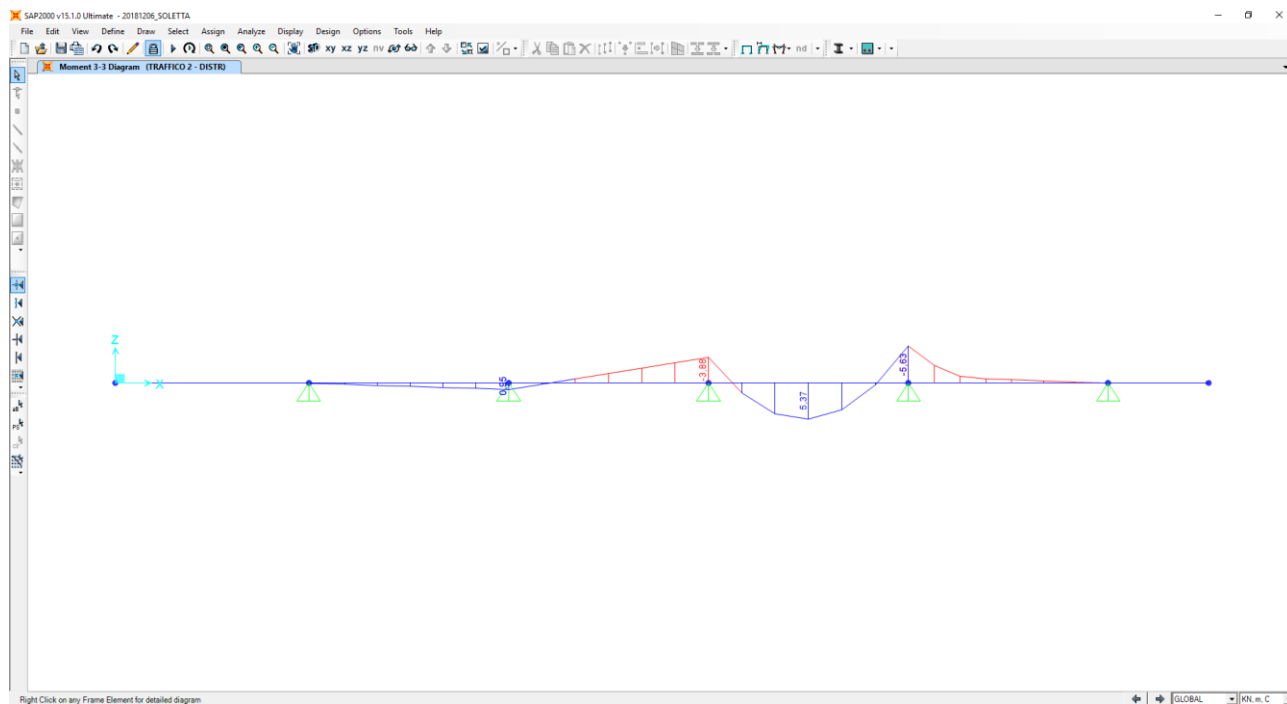 SAP2000 v15.1.0 Ultimate - 20181206_SOLETTA
File Edit View Define Draw Select Assign Analyze Display Design Options Tools Help
xy xz yz nv nd
Moment 3-3 Diagram (TRAFFICO 2 - DISTR)
Z
X
0.95
-3.88
5.37
-5.63
Right Click on any Frame Element for detailed diagram
GLOBAL
KN, m, C